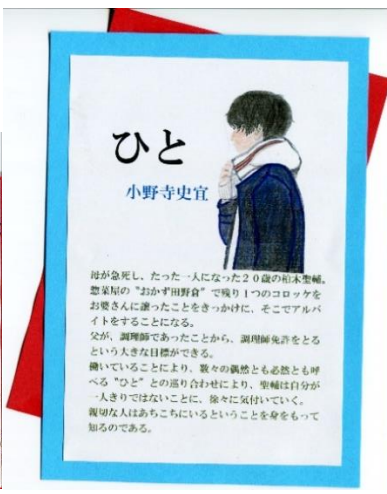 ひと
小野寺史宜
母が急死し、たった一人になった２０歳の柏木聖輔。
惣菜屋の〝おかず田野倉〟で残り１つのコロッケを
お婆さんに譲ったことをきっかけに、そこでアルバ
イトをすることになる。
父が、調理師であったことから、調理師免許をとる
という大きな目標ができる。
働いていることにより、数々の偶然とも必然とも呼
べる〝ひと〟との巡り合わせにより、聖輔は自分が
一人きりではないことに、徐々に気付いていく。
親切な人はあちこちにいるということを身をもって
知るのである。